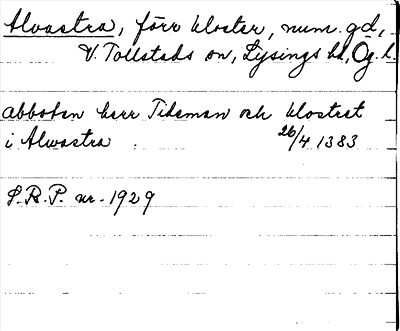 Alvastra, förr kloster, num. gd,
V. Tollstads sn, Lysings hd, Ög. l.
abboten herr Tideman och klostret
i Alwastra 26/4 1383
S.R.P. nr. 1929